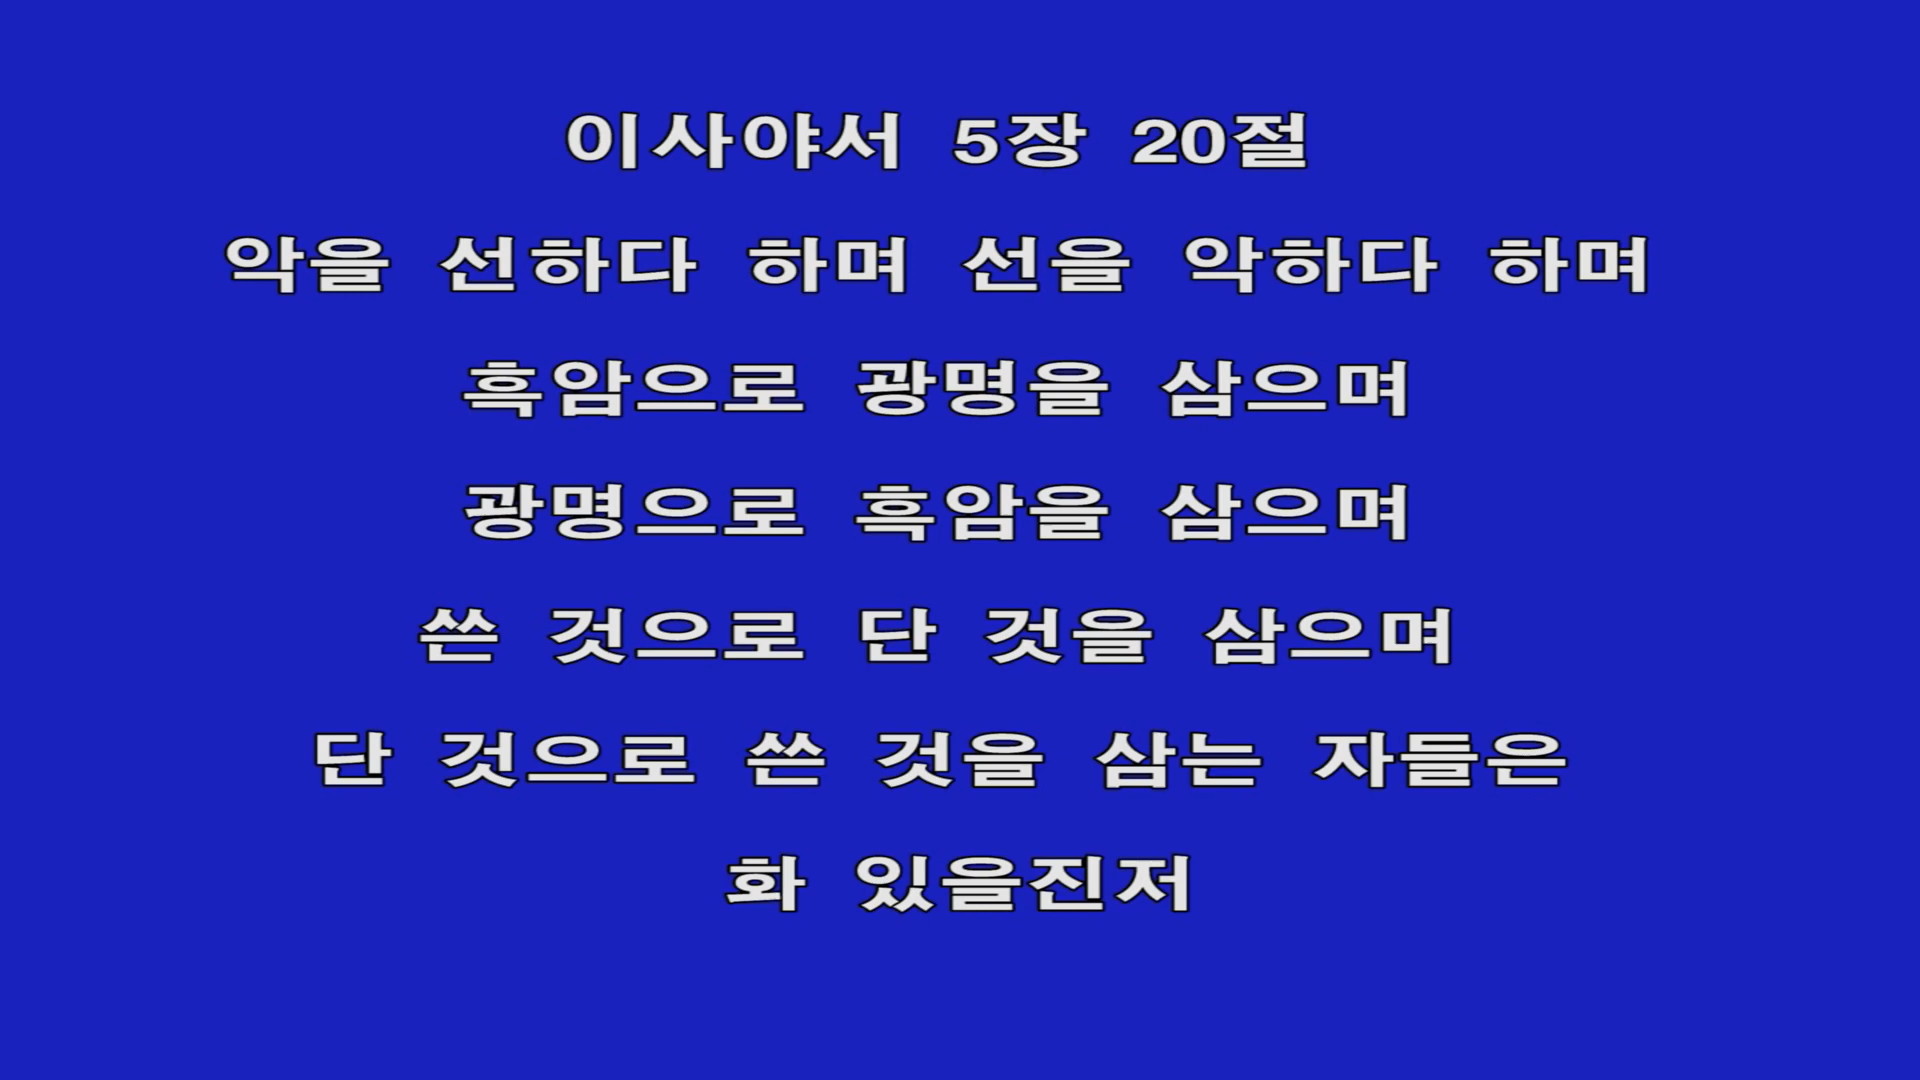 이사야서 5장 20절
악을 선하다 하며 선을 악하다 하며
흑암으로 광명을 삼으며
광명으로 흑암을 삼으며
쓴 것으로 단 것을 삼으며
단 것으로 쓴 것을 삼는 자들은
화 있을진저